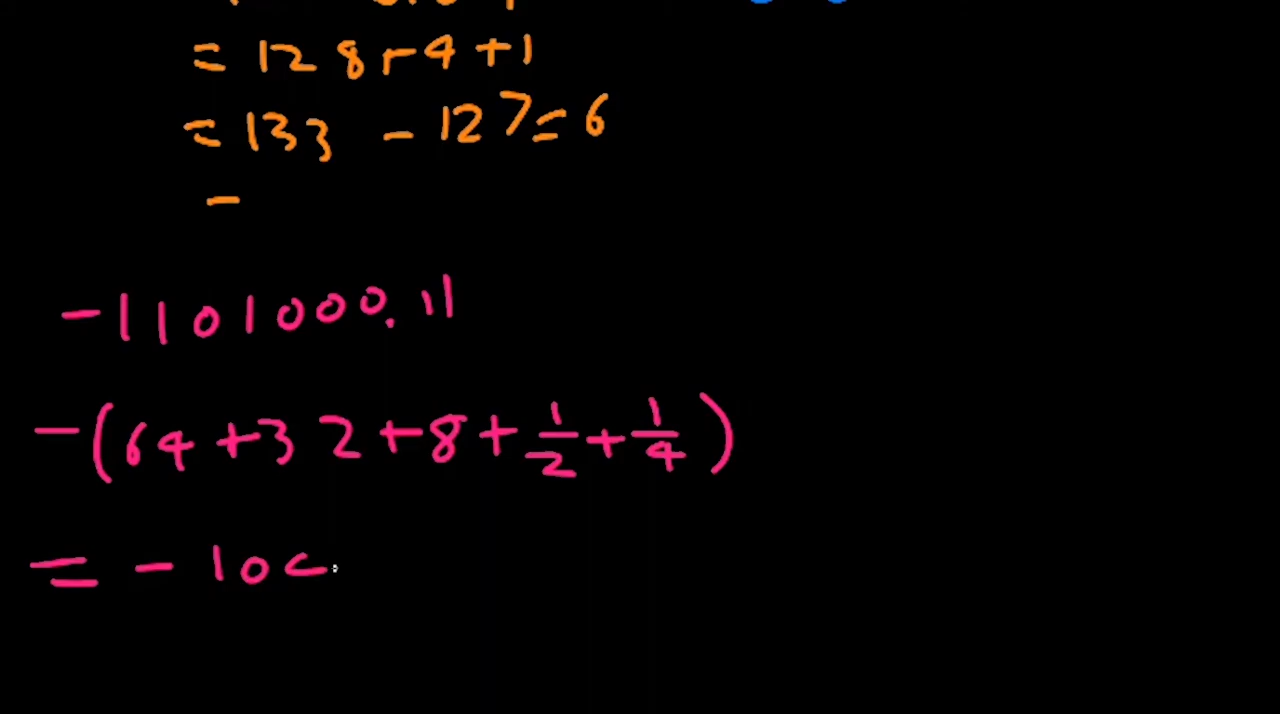 = 128 + 4 + 1
= 133 - 127 = 6
-
-1101000.11
-(64 + 32 + 8 + 1/2 + 1/4)
= - 10